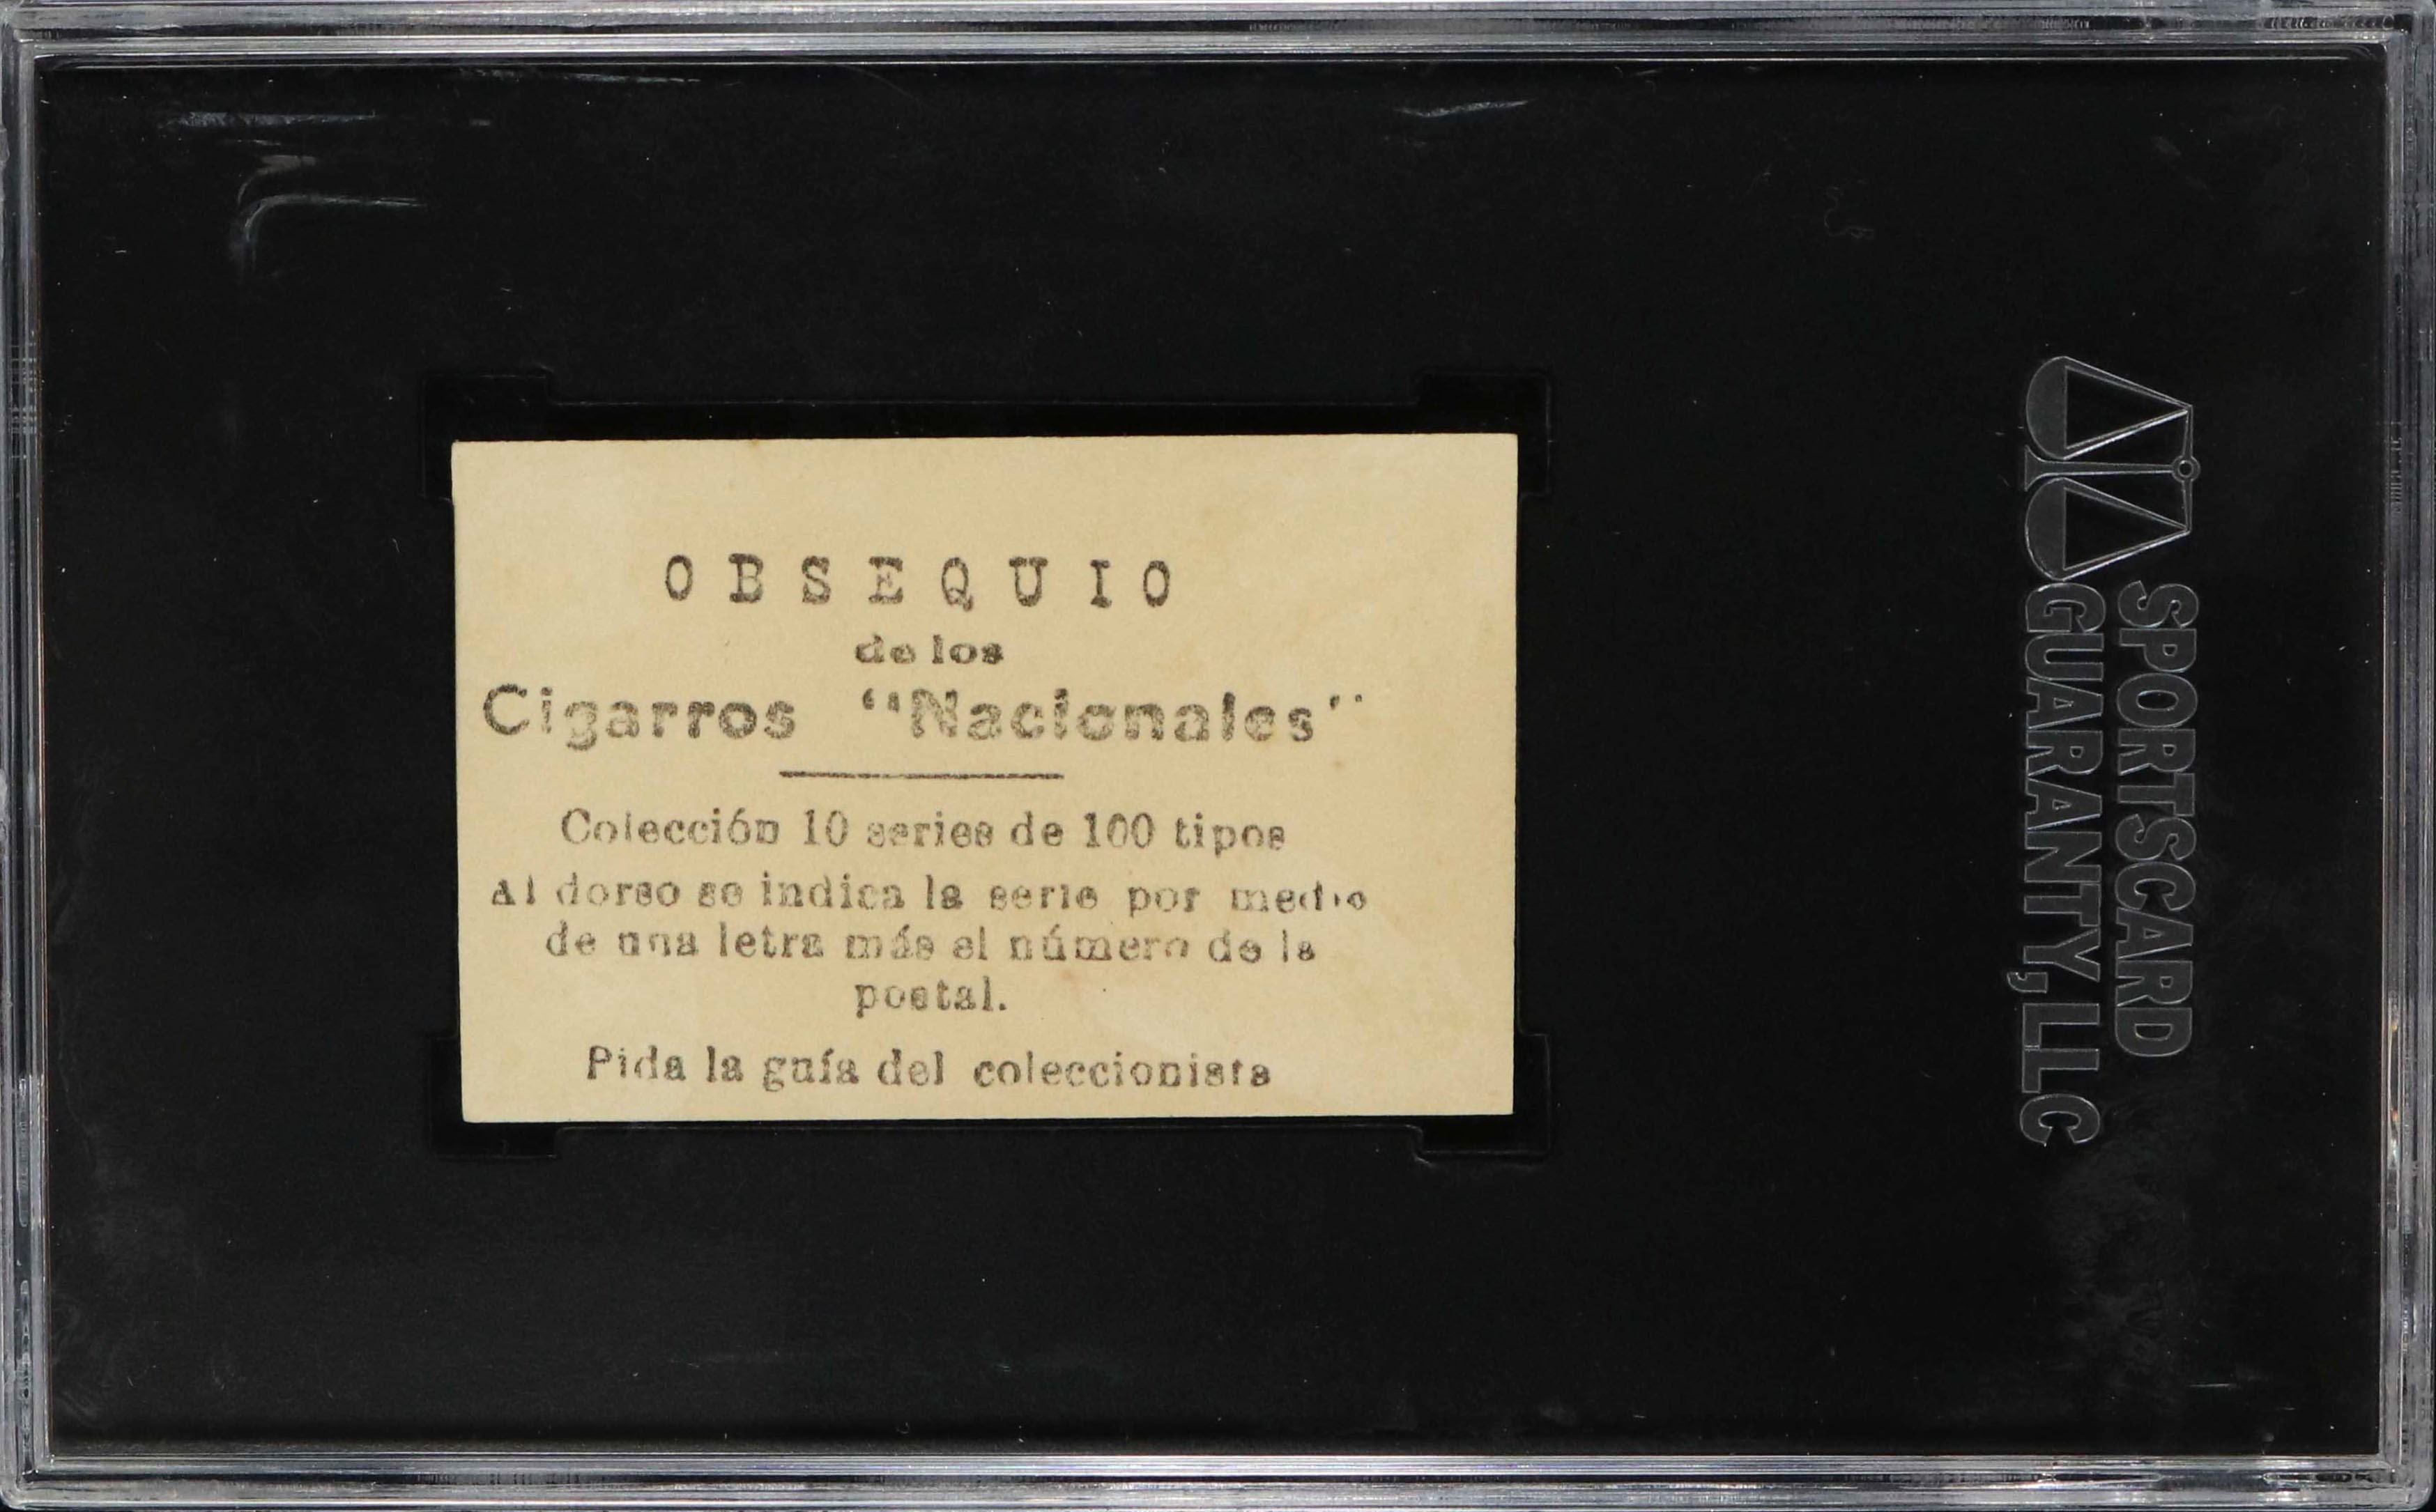 OBSEQUIO
de los
Cigarros "Nacionales"
Colección 10 series de 100 tipos
Al dorso se indica la serie por medio
de una letra más el número de la
postal.
Pida la guía del coleccionista
SPORTSCARD
GUARANTY, LLC